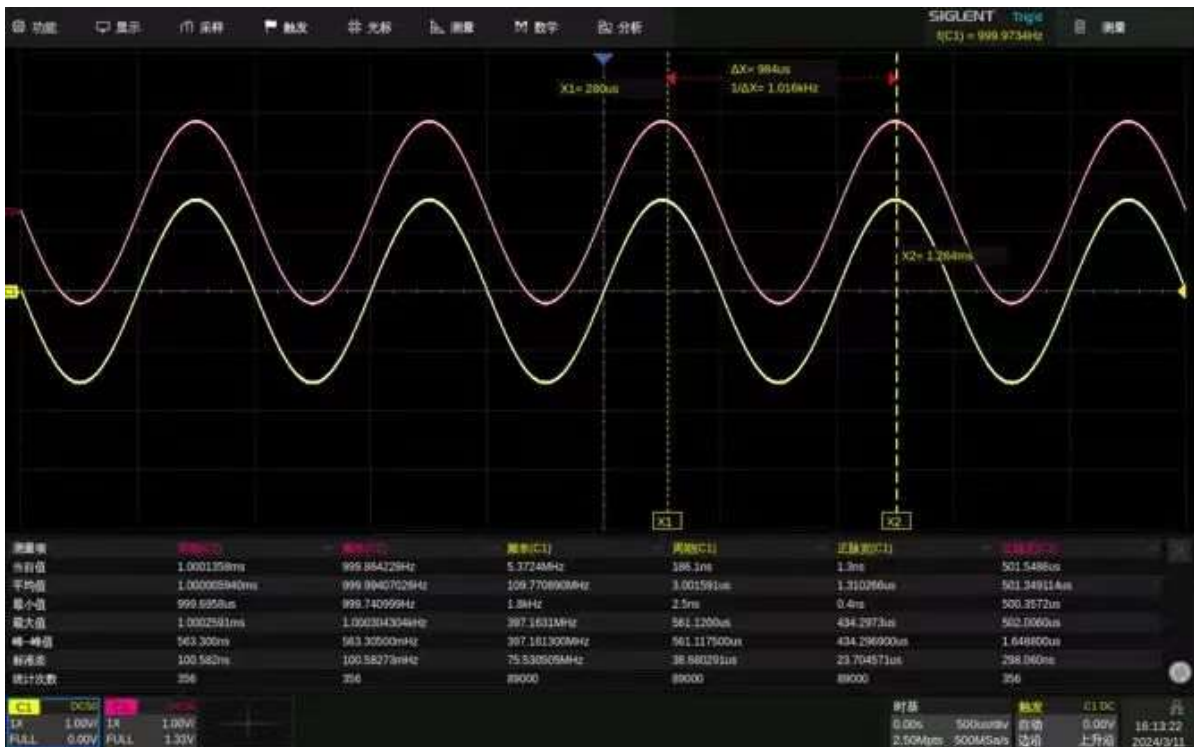 功能 显示 采样 触发 光标 测量 数学 分析 SIGLENT Trig'd 测量
f(C1) = 999.9734Hz
ΔX= 984us
X1= 280us 1/ΔX= 1.016kHz
X2= 1.264ms
C1
X1 X2
测量项 频率(C1) 周期(C1) 正脉宽(C1)
当前值 1.0001358ms 999.864229Hz 5.3724MHz 186.1ns 1.3ns 501.5486us
平均值 1.000005940ms 999.99407026Hz 109.770890MHz 3.001591us 1.310266us 501.349114us
最小值 999.6958us 999.740999Hz 1.8kHz 2.5ns 0.4ns 500.3572us
最大值 1.0002591ms 1.000304304kHz 397.1631MHz 561.1200us 434.2973us 502.0060us
峰-峰值 563.300ns 563.30500mHz 397.161300MHz 561.117500us 434.296900us 1.648800us
标准差 100.582ns 100.58273mHz 75.530505MHz 38.680291us 23.704571us 298.060ns
统计次数 356 356 89000 89000 89000 356
C1 DC50 时基 触发 C1 DC
1X 1.00V/ 1X 1.00V/ 0.00s 500us/div 自动 0.00V 16:13:22
FULL 0.00V FULL 1.33V 2.50Mpts 500MSa/s 边沿 上升沿 2024/3/11